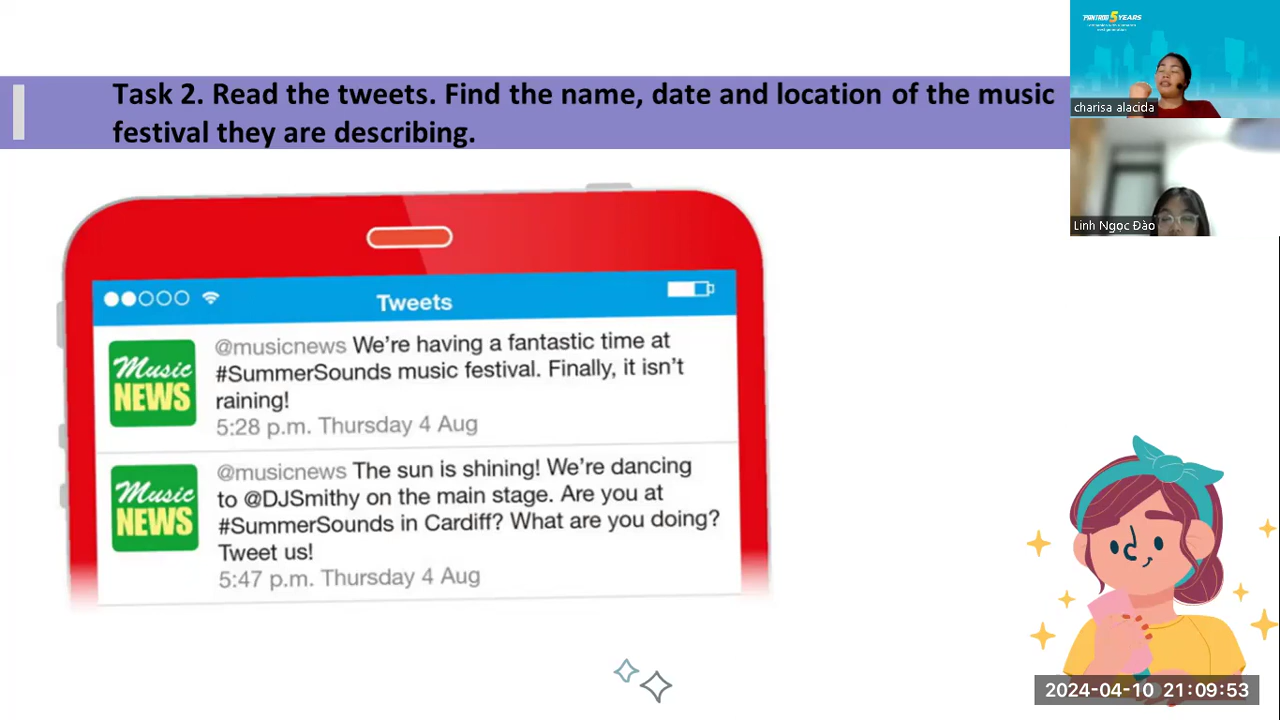 Task 2. Read the tweets. Find the name, date and location of the music
festival they are describing.
Tweets
Music
NEWS
@musicnews We're having a fantastic time at
#SummerSounds music festival. Finally, it isn't
raining!
5:28 p.m. Thursday 4 Aug
Music
NEWS
@musicnews The sun is shining! We're dancing
to @DJSmithy on the main stage. Are you at
#SummerSounds in Cardiff? What are you doing?
Tweet us!
5:47 p.m. Thursday 4 Aug
5 YEARS
charisa alacida
Linh Ngọc Đào
2024-04-10 21:09:53